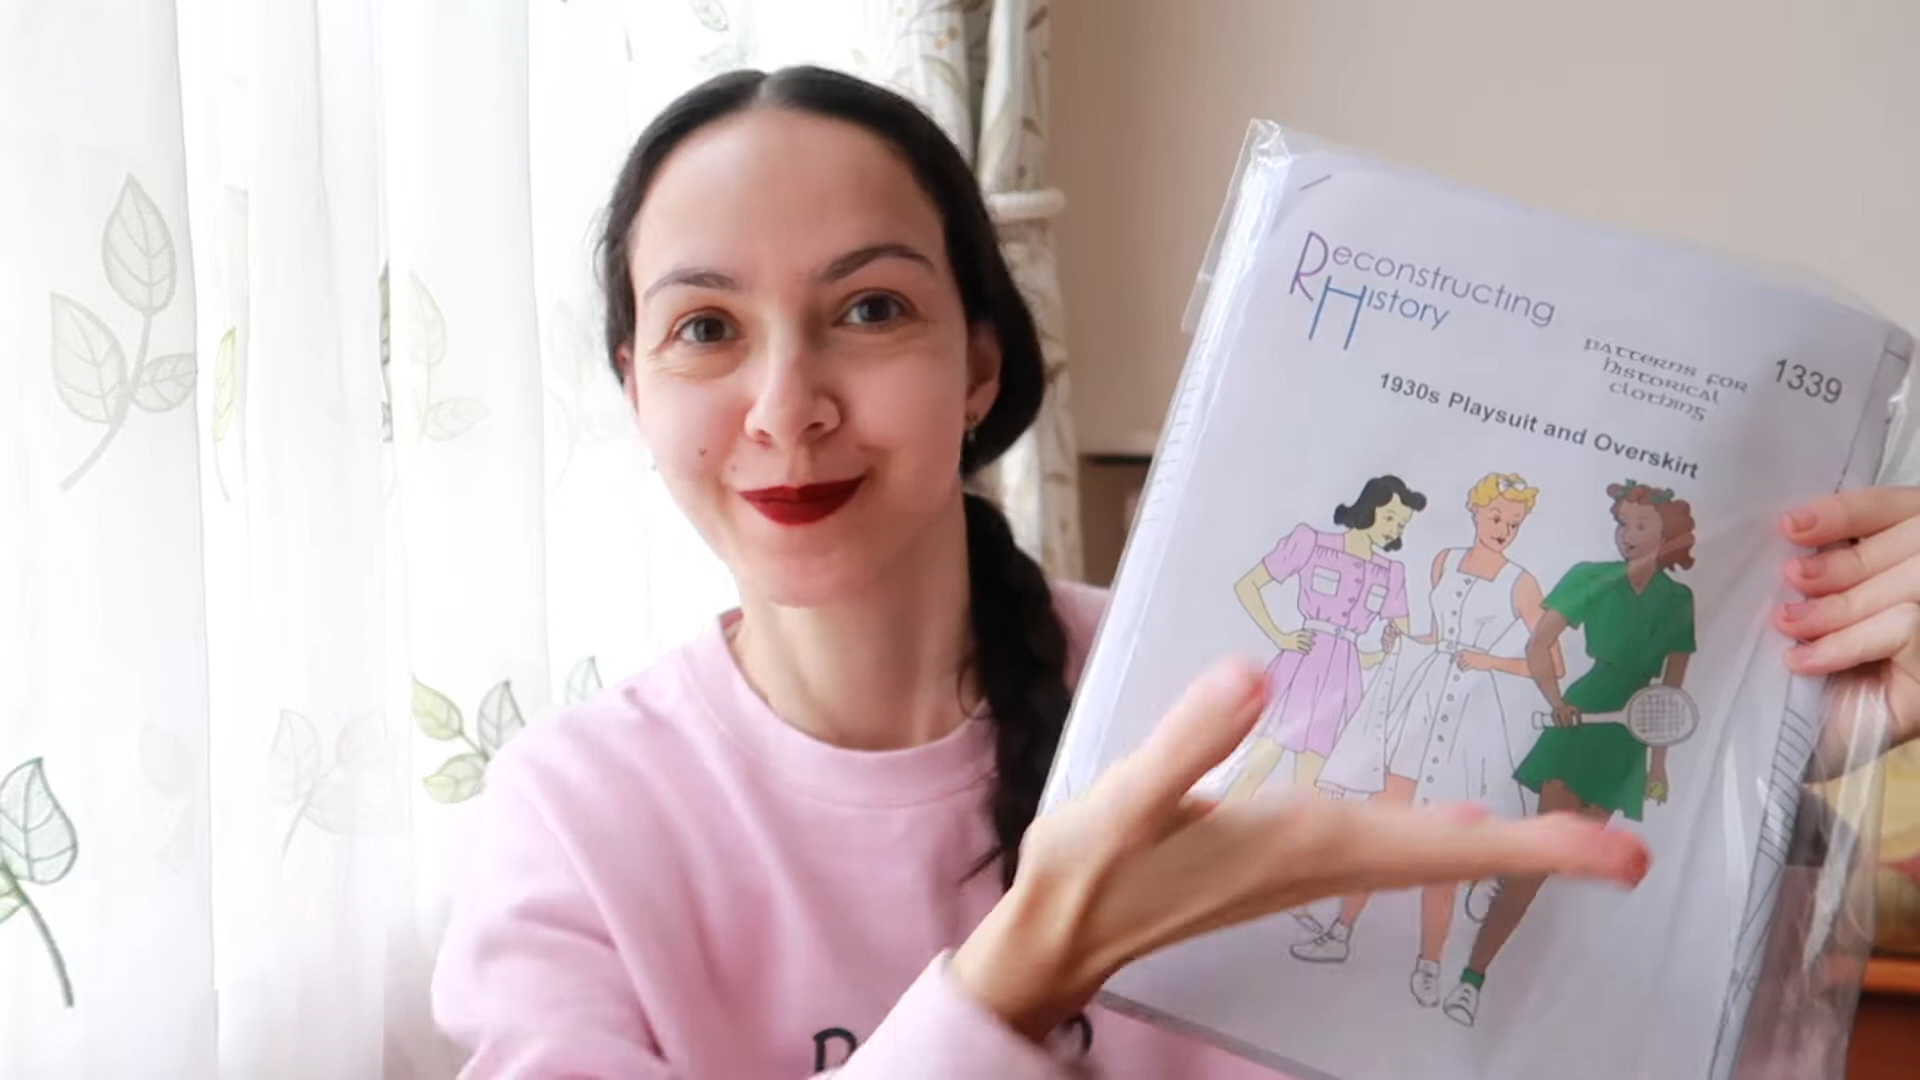 Reconstructing
History
patterns for
historical
clothing
1339
1930s Playsuit and Overskirt